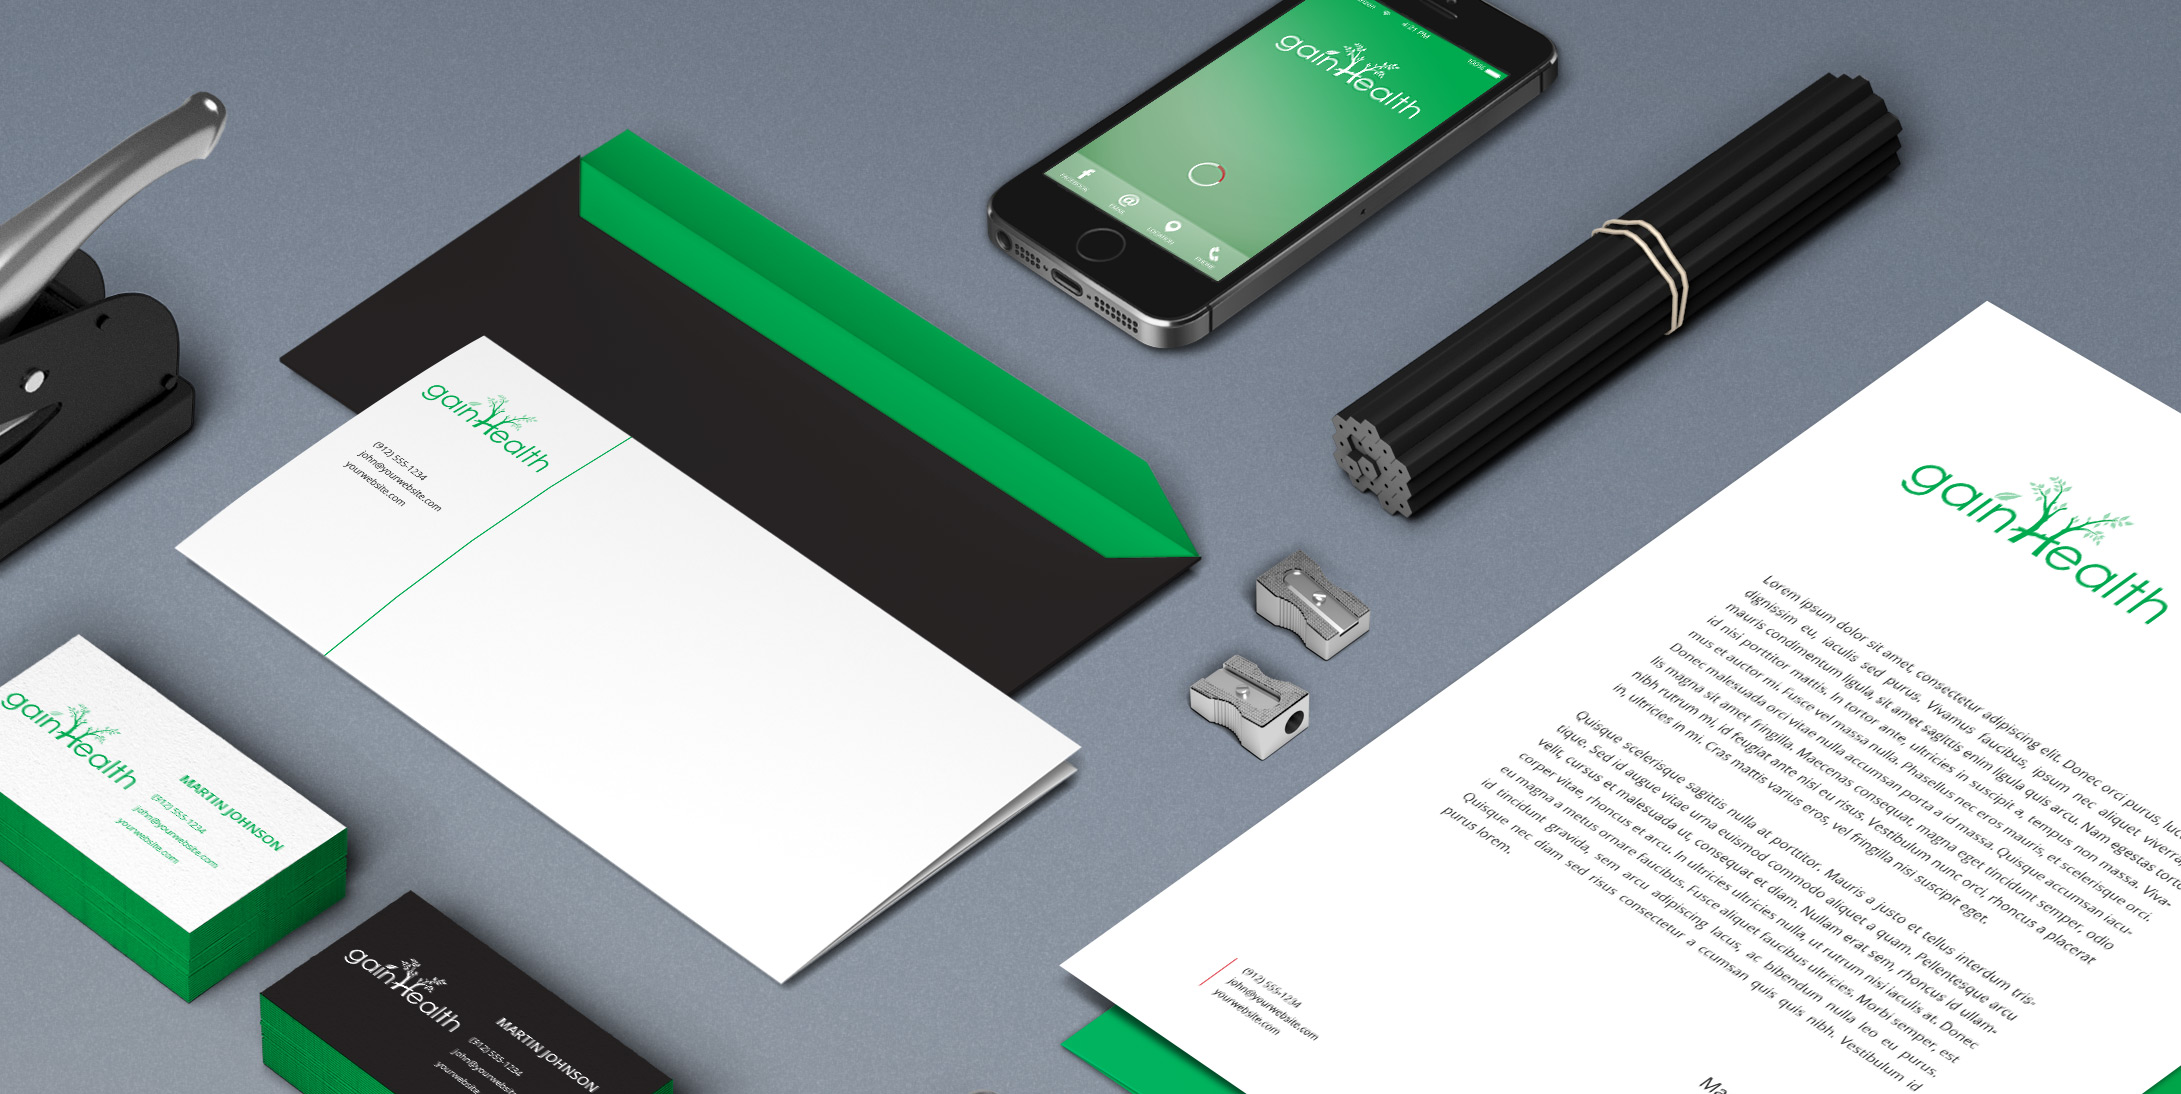 4:21 PM
100%
gainHealth
FACEBOOK
EMAIL
LOCATION
PHONE
gainHealth
(912) 555-1234
john@yourwebsite.com
yourwebsite.com
gainHealth
MARTIN JOHNSON
(912) 555-1234
john@yourwebsite.com
yourwebsite.com
gainHealth
MARTIN JOHNSON
(912) 555-1234
john@yourwebsite
yourwebsite
gainHealth
Lorem ipsum dolor sit amet, consectetur adipiscing elit. Donec orci purus, luc
dignissim eu, iaculis sed purus. Vivamus faucibus, ipsum nec aliquet viverra,
mauris condimentum ligula, sit amet sagittis enim ligula quis arcu. Nam egestas torto
id nisi porttitor mattis. In tortor ante, ultricies in suscipit a, tempus non massa. Viva-
mus et auctor mi. Fusce vel massa nulla. Phasellus nec eros mauris, et scelerisque orci.
Donec malesuada orci vitae nulla accumsan porta id massa. Quisque accumsan iacu-
lis magna sit amet fringilla. Maecenas consequat, magna eget tincidunt semper, odio
nibh rutrum mi, id feugiat ante nisi eu risus. Vestibulum nunc orci, rhoncus a placerat
in, ultricies in mi. Cras mattis varius eros, vel fringilla nisi suscipit eget.
Quisque scelerisque sagittis nulla at porttitor. Mauris a justo et tellus interdum tris-
tique. Sed id augue vitae urna euismod commodo aliquet a quam. Pellentesque arcu
velit, cursus et malesuada ut, consequat et diam. Nullam erat sem, rhoncus id ullam-
corper vitae, rhoncus et arcu. In ultricies ultricies nulla, ut rutrum nisi iaculis at. Donec
eu magna a metus ornare faucibus. Fusce aliquet faucibus ultricies. Morbi semper, est
id tincidunt gravida, sem arcu adipiscing lacus, ac bibendum nulla leo eu purus.
Quisque nec diam sed risus consectetur a ccumsan quis quis nibh. Vestibulum id
purus lorem.
Ma
(912) 555-1234
john@yourwebsite.com
yourwebsite.com